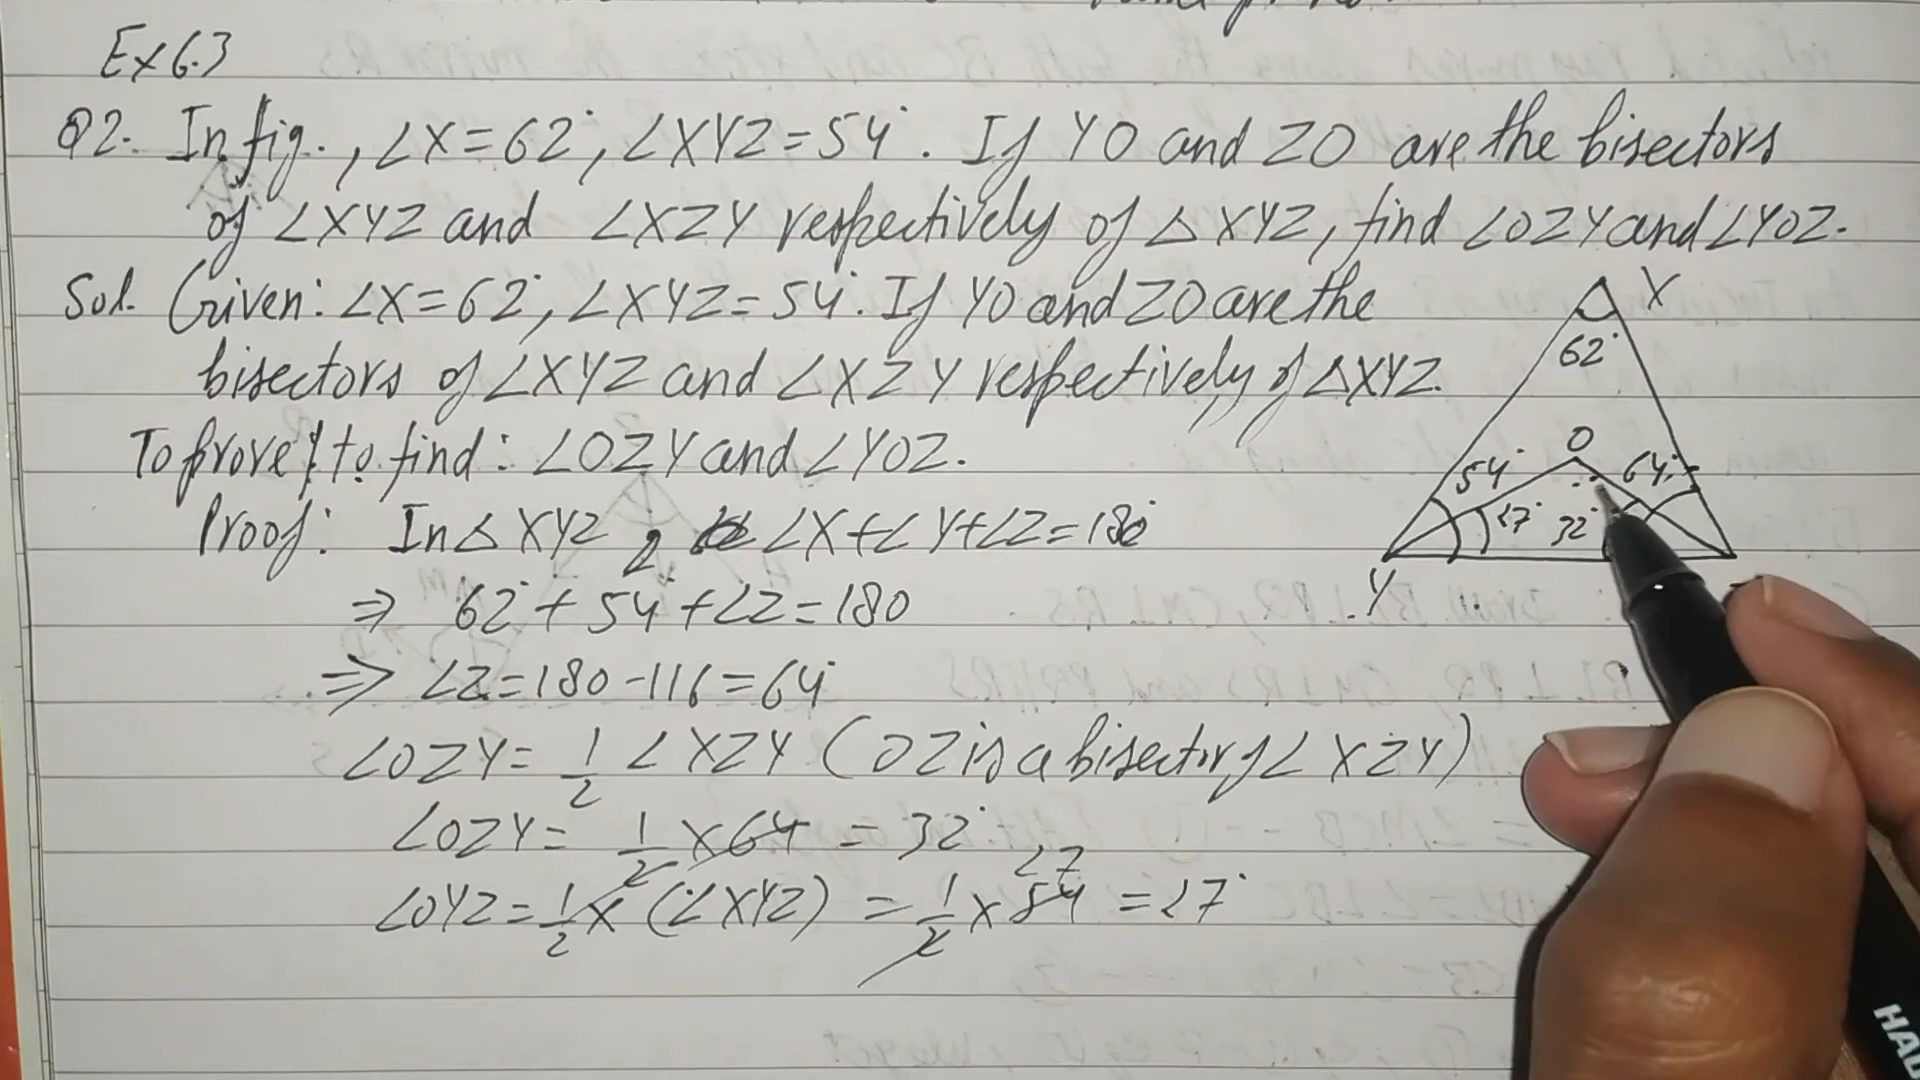 Ex 6.3
Q2. In fig., ∠X=62°, ∠XYZ=54°. If YO and ZO are the bisectors
of ∠XYZ and ∠XZY respectively of △XYZ, find ∠OZY and ∠YOZ.
Sol. Given: ∠X=62°, ∠XYZ=54°. If YO and ZO are the
bisectors of ∠XYZ and ∠XZY respectively of △XYZ.
To prove / to find: ∠OZY and ∠YOZ.
Proof: In △XYZ, ∠X+∠Y+∠Z=180°
⇒ 62°+54°+∠Z=180
⇒ ∠Z=180-116=64°
∠OZY=1/2 ∠XZY (OZ is a bisector of ∠XZY)
∠OZY=1/2 x64=32°
27
∠OYZ=1/2 x (∠XYZ)=1/2 x 54=27°
X
62°
O
54° 64°
27° 32°
Y